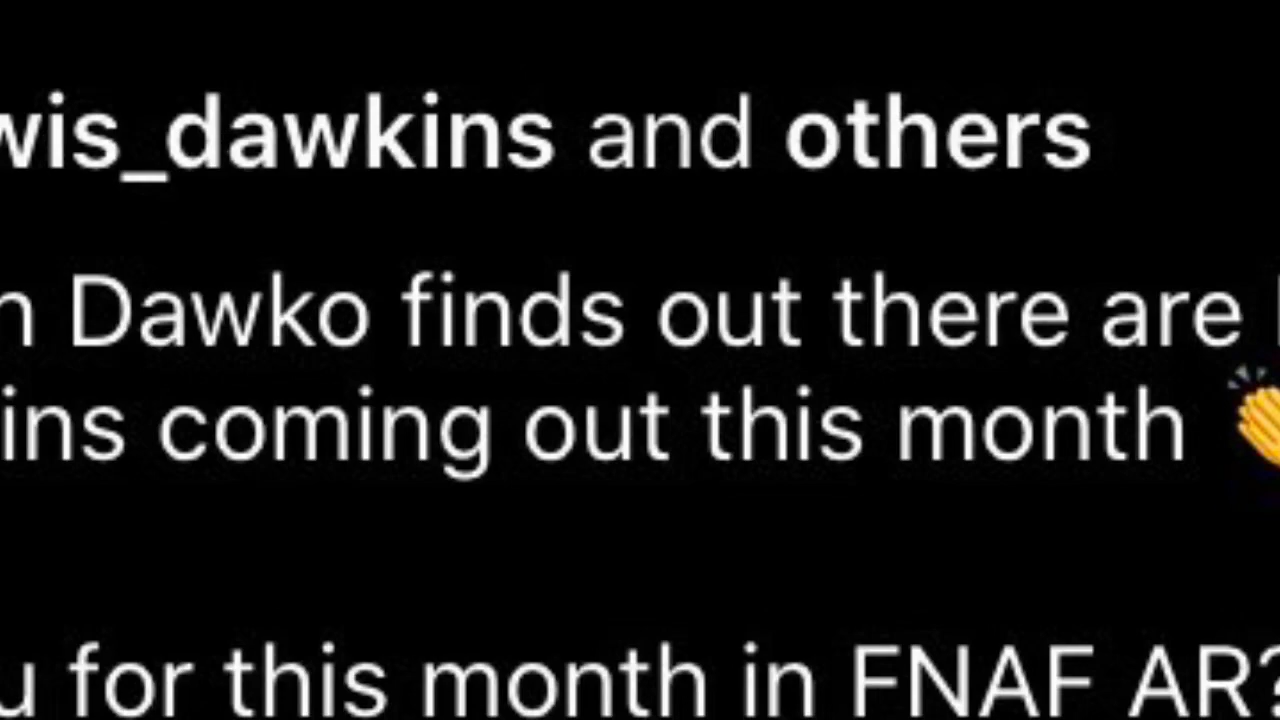 wis_dawkins and others
n Dawko finds out there are
ins coming out this month 👏
u for this month in FNAF AR?